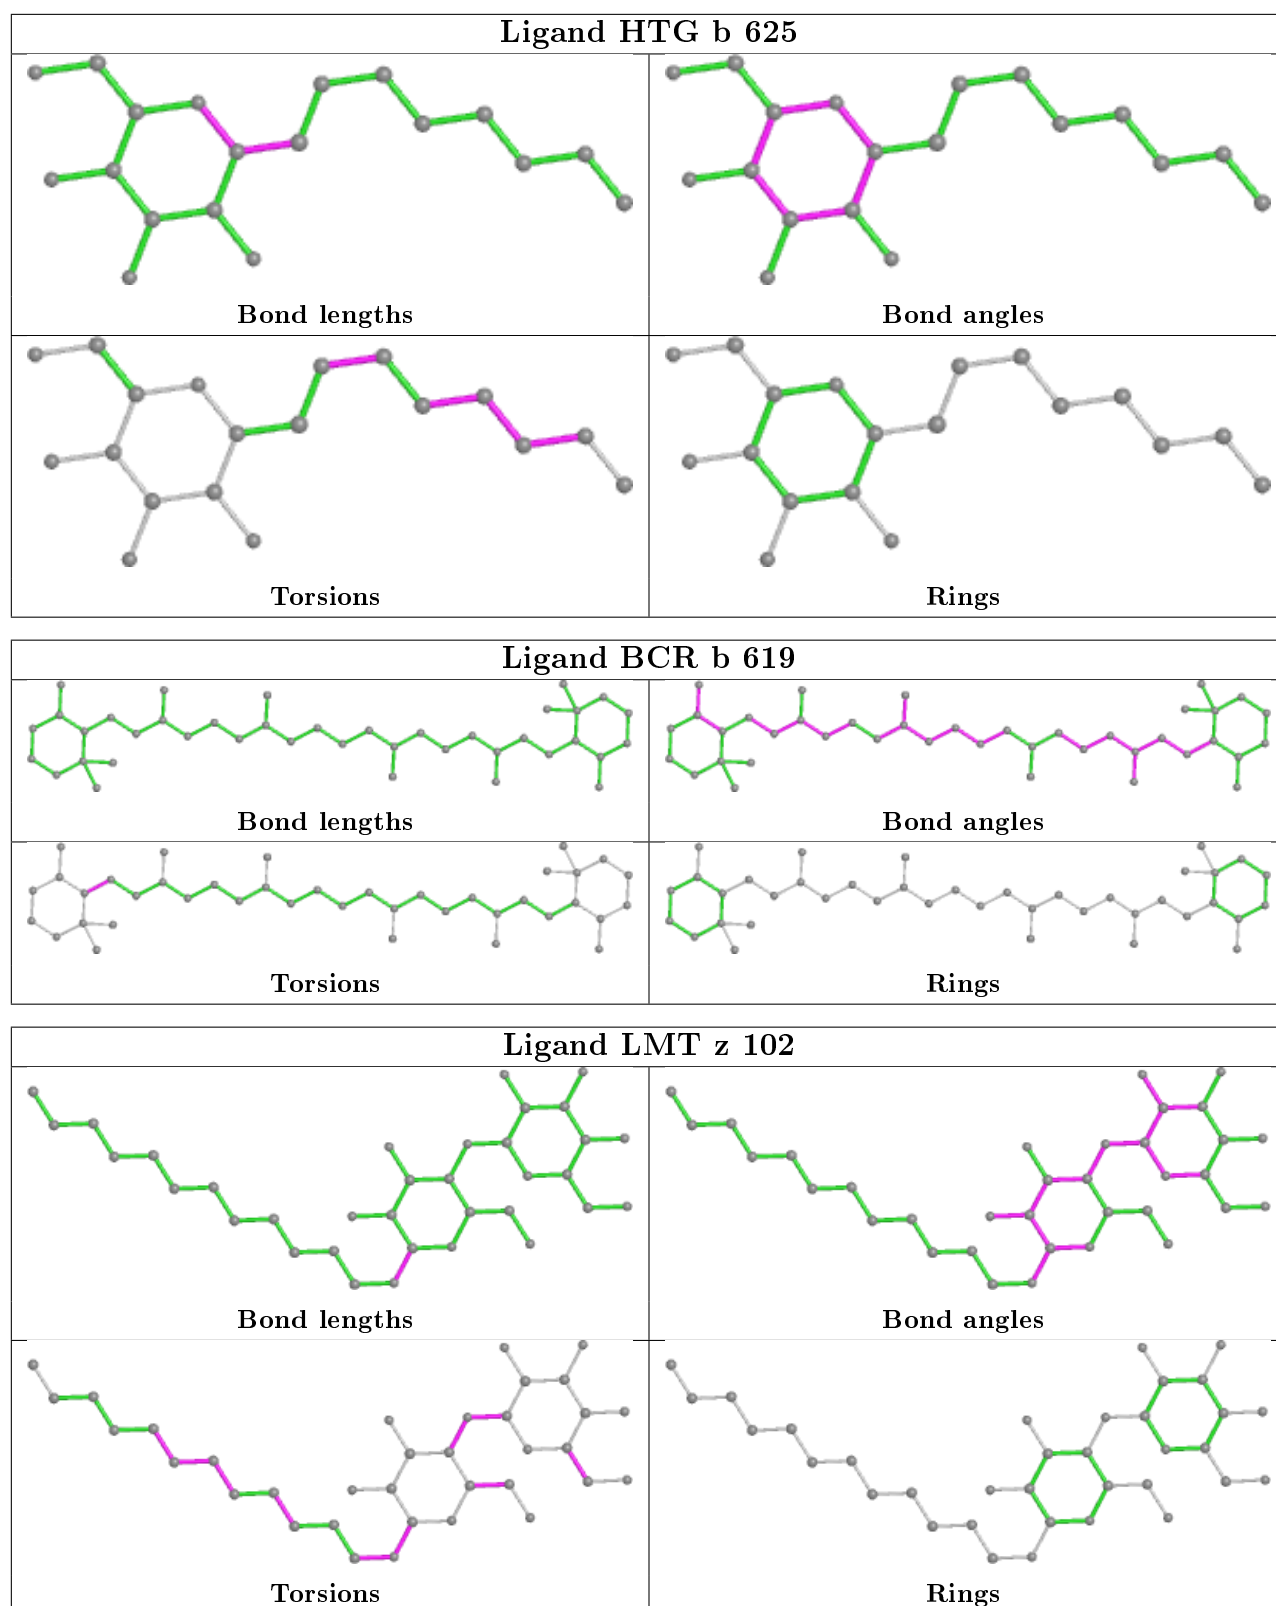 Ligand HTG b 625
Bond lengths
Bond angles
Torsions
Rings
Ligand BCR b 619
Bond lengths
Bond angles
Torsions
Rings
Ligand LMT z 102
Bond lengths
Bond angles
Torsions
Rings